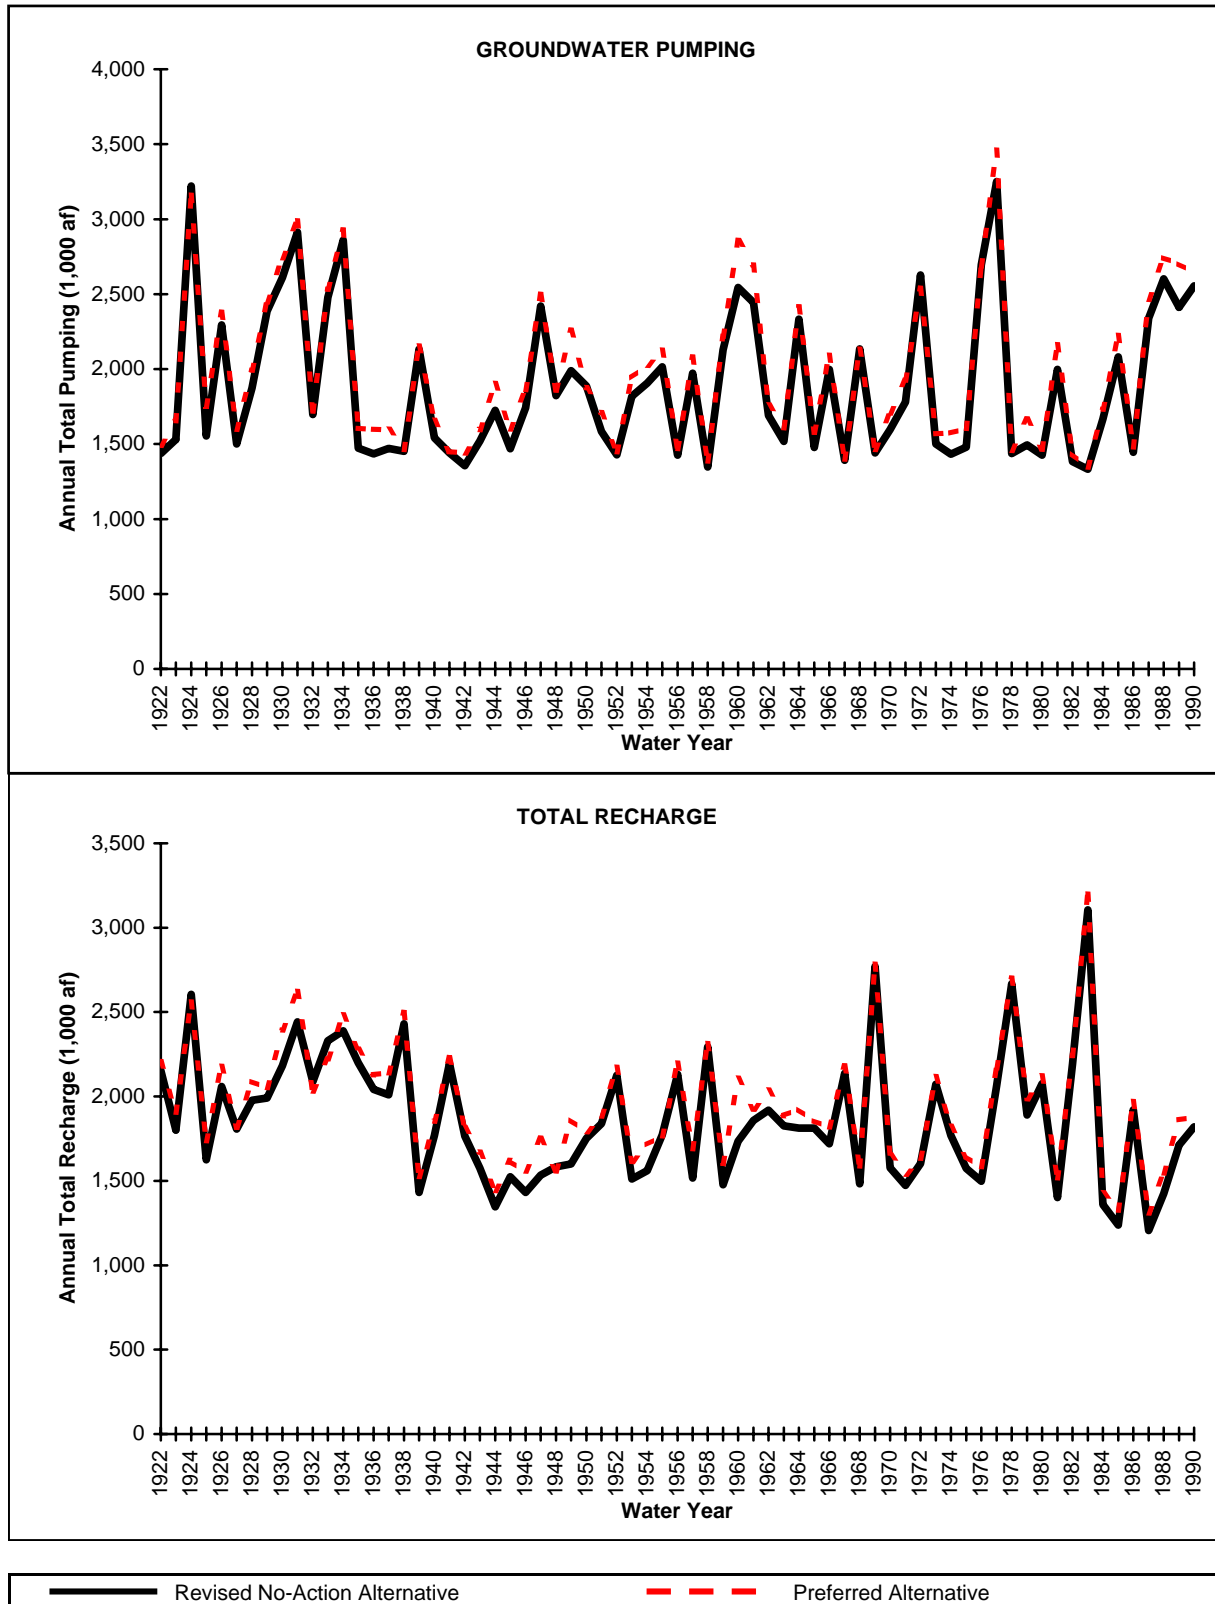 GROUNDWATER PUMPING
4,000
3,500
3,000
2,500
2,000
1,500
1,000
500
0
Annual Total Pumping (1,000 af)
1922 1924 1926 1928 1930 1932 1934 1936 1938 1940 1942 1944 1946 1948 1950 1952 1954 1956 1958 1960 1962 1964 1966 1968 1970 1972 1974 1976 1978 1980 1982 1984 1986 1988 1990
Water Year
TOTAL RECHARGE
3,500
3,000
2,500
2,000
1,500
1,000
500
0
Annual Total Recharge (1,000 af)
1922 1924 1926 1928 1930 1932 1934 1936 1938 1940 1942 1944 1946 1948 1950 1952 1954 1956 1958 1960 1962 1964 1966 1968 1970 1972 1974 1976 1978 1980 1982 1984 1986 1988 1990
Water Year
Revised No-Action Alternative Preferred Alternative